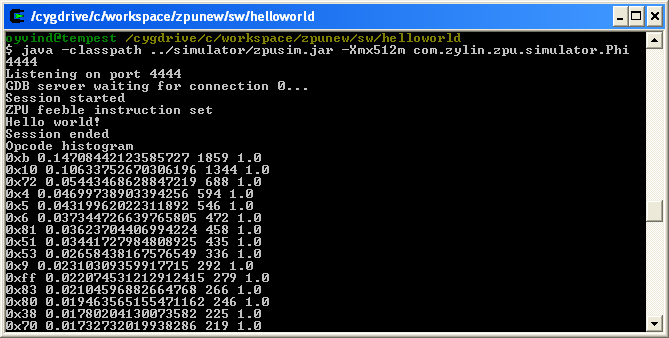 /cygdrive/c/workspace/zpunew/sw/helloworld
oyvind@tempest /cygdrive/c/workspace/zpunew/sw/helloworld
$ java -classpath ../simulator/zpusim.jar -Xmx512m com.zylin.zpu.simulator.Phi
4444
Listening on port 4444
GDB server waiting for connection 0...
Session started
ZPU feeble instruction set
Hello world!
Session ended
Opcode histogram
0xb 0.14708442123585727 1859 1.0
0x10 0.10633752670306196 1344 1.0
0x72 0.05443468628847219 688 1.0
0x4 0.04699738903394256 594 1.0
0x5 0.04319962022311892 546 1.0
0x6 0.037344726639765805 472 1.0
0x81 0.03623704406994224 458 1.0
0x51 0.03441727984808925 435 1.0
0x53 0.02658438167576549 336 1.0
0x9 0.02310309359917715 292 1.0
0xff 0.022074531212912415 279 1.0
0x83 0.02104596882664768 266 1.0
0x80 0.019463565155471162 246 1.0
0x38 0.01780204130073582 225 1.0
0x70 0.01732732019938286 219 1.0